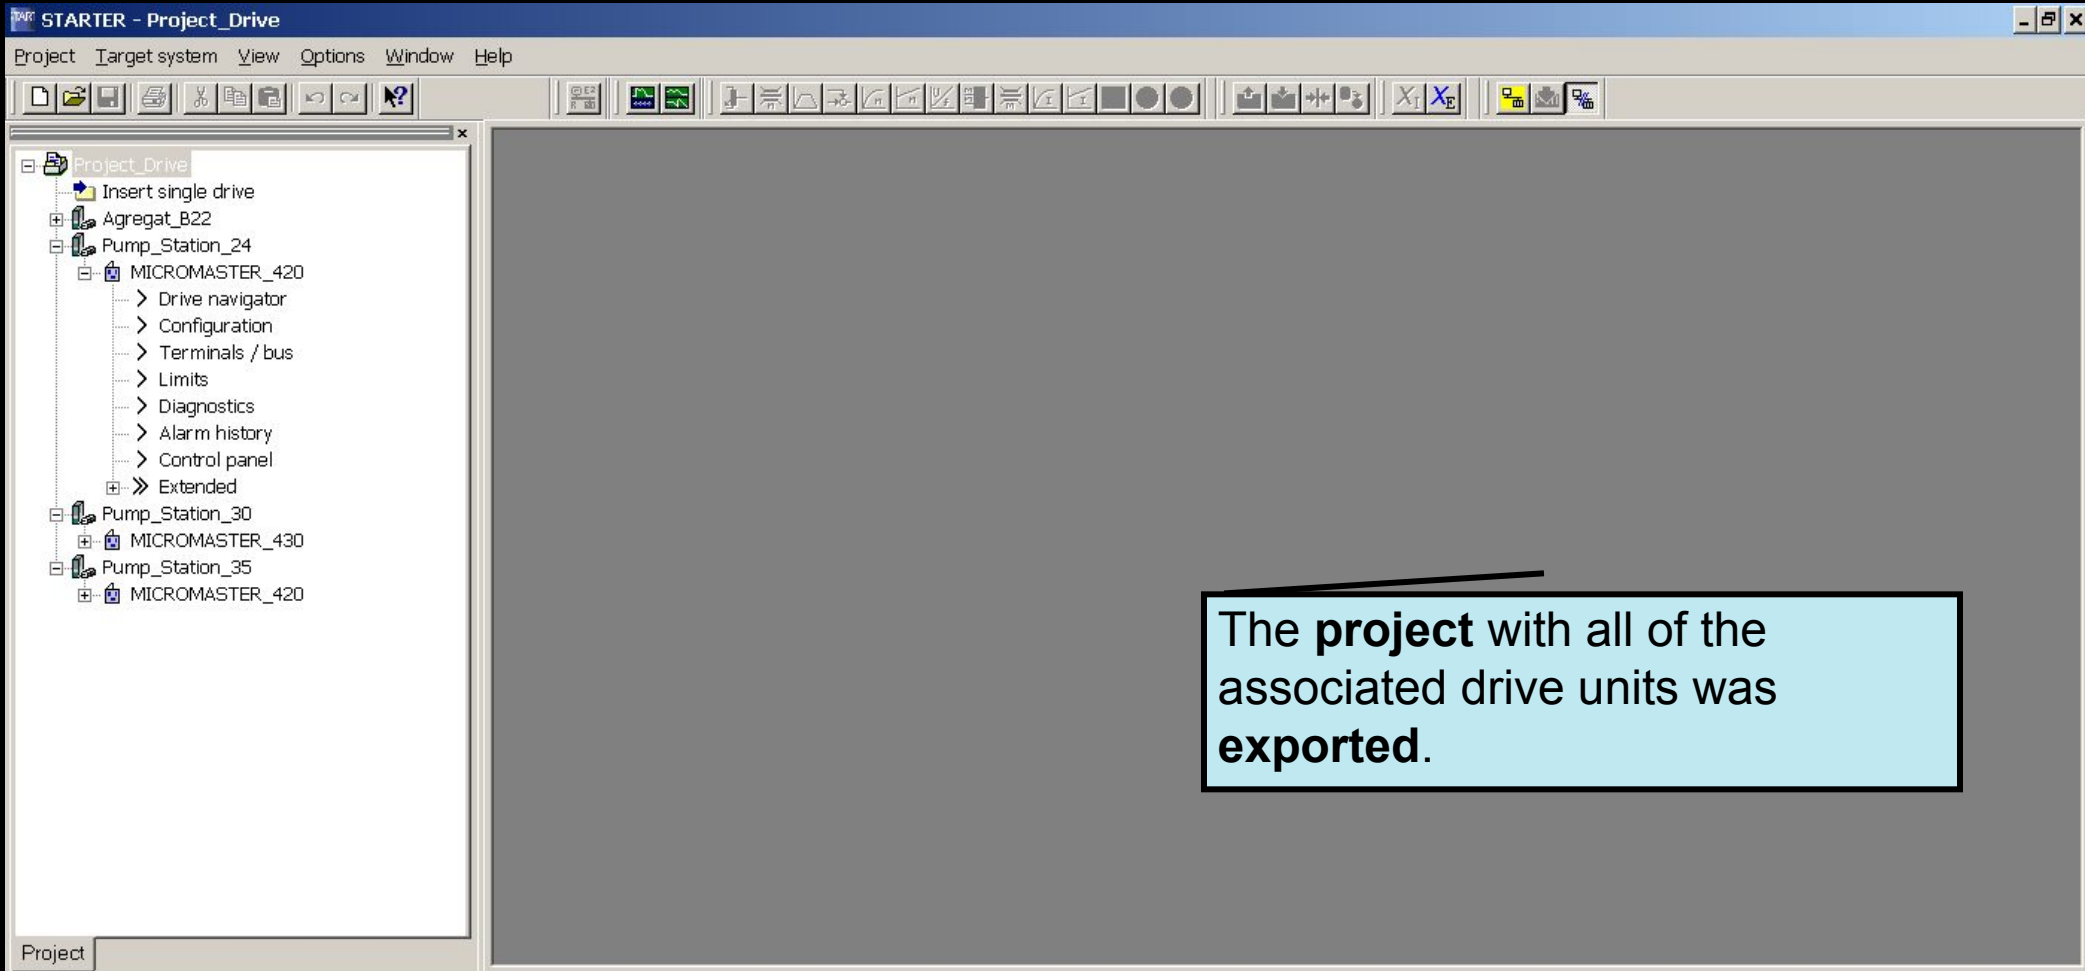 STARTER - Project_Drive
Project Target system View Options Window Help
Project_Drive
Insert single drive
Agregat_B22
Pump_Station_24
MICROMASTER_420
Drive navigator
Configuration
Terminals / bus
Limits
Diagnostics
Alarm history
Control panel
Extended
Pump_Station_30
MICROMASTER_430
Pump_Station_35
MICROMASTER_420
The project with all of the
associated drive units was
exported.
Project